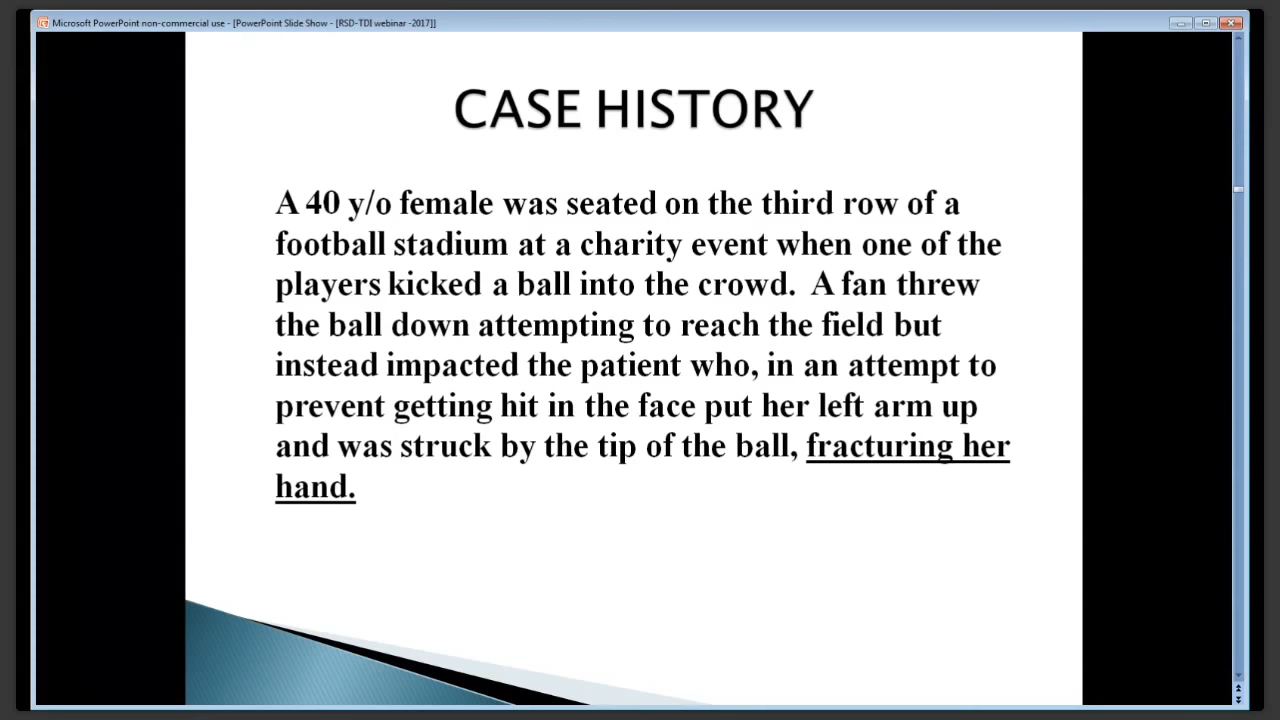 Microsoft PowerPoint non-commercial use - [PowerPoint Slide Show - [RSD-TDI webinar -2017]]
CASE HISTORY
A 40 y/o female was seated on the third row of a
football stadium at a charity event when one of the
players kicked a ball into the crowd.  A fan threw
the ball down attempting to reach the field but
instead impacted the patient who, in an attempt to
prevent getting hit in the face put her left arm up
and was struck by the tip of the ball, fracturing her
hand.